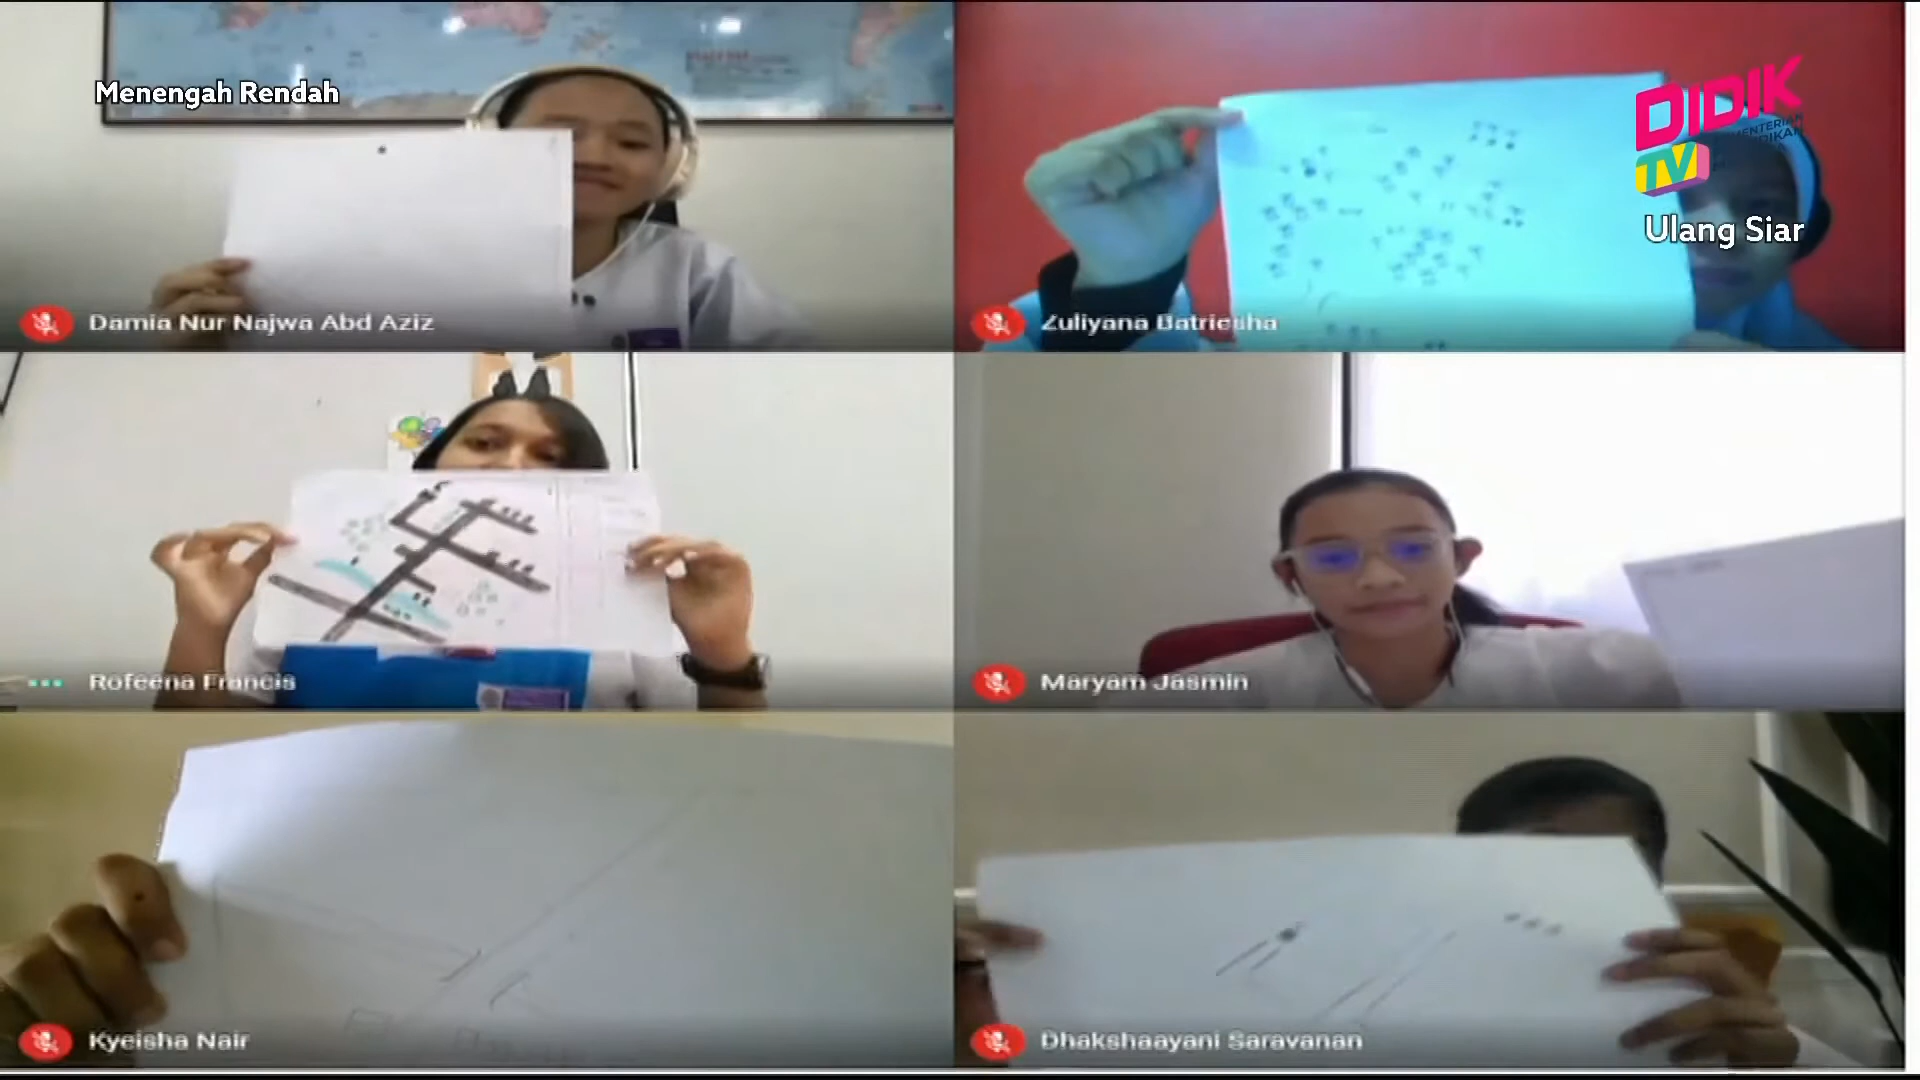 Menengah Rendah
DIDIK
TV
KEMENTERIAN
Ulang Siar
Damia Nur Najwa Abd Aziz
Zuliyana Batriesha
Rofeena Francis
Maryam Jasmin
Kyeisha Nair
Dhakshaayani Saravanan